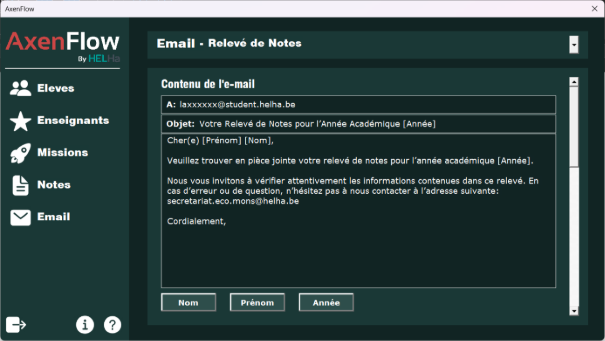 AxenFlow
AxenFlow
By HELHa
Eleves
Enseignants
Missions
Notes
Email
Email - Relevé de Notes
Contenu de l'e-mail
A: laxxxxxx@student.helha.be
Objet: Votre Relevé de Notes pour l'Année Académique [Année]
Cher(e) [Prénom] [Nom],
Veuillez trouver en pièce jointe votre relevé de notes pour l'année académique [Année].
Nous vous invitons à vérifier attentivement les informations contenues dans ce relevé. En
cas d'erreur ou de question, n'hésitez pas à nous contacter à l'adresse suivante:
secretariat.eco.mons@helha.be
Cordialement,
Nom
Prénom
Année